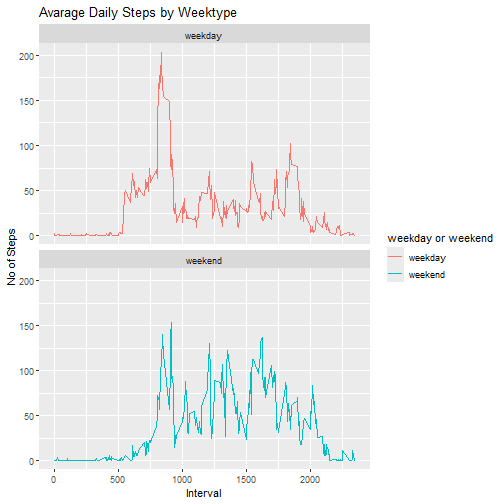 Avarage Daily Steps by Weektype
weekday
200
150
100
50
0
weekend
200
150
100
50
0
No of Steps
0 500 1000 1500 2000
Interval
weekday or weekend
weekday
weekend